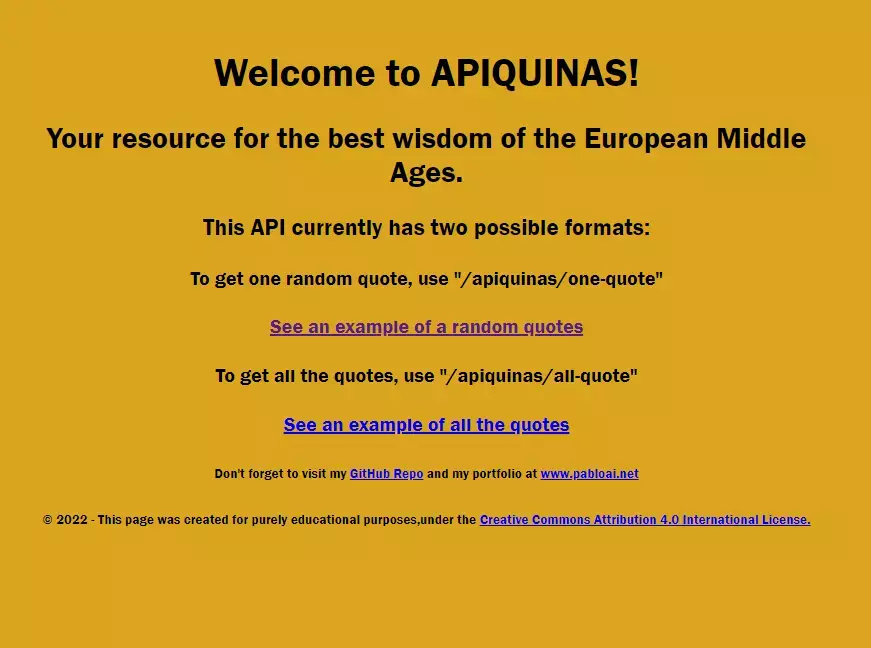 Welcome to APIQUINAS!
Your resource for the best wisdom of the European Middle
Ages.
This API currently has two possible formats:
To get one random quote, use "/apiquinas/one-quote"
See an example of a random quotes
To get all the quotes, use "/apiquinas/all-quote"
See an example of all the quotes
Don't forget to visit my GitHub Repo and my portfolio at www.pabloai.net
© 2022 - This page was created for purely educational purposes,under the Creative Commons Attribution 4.0 International License.